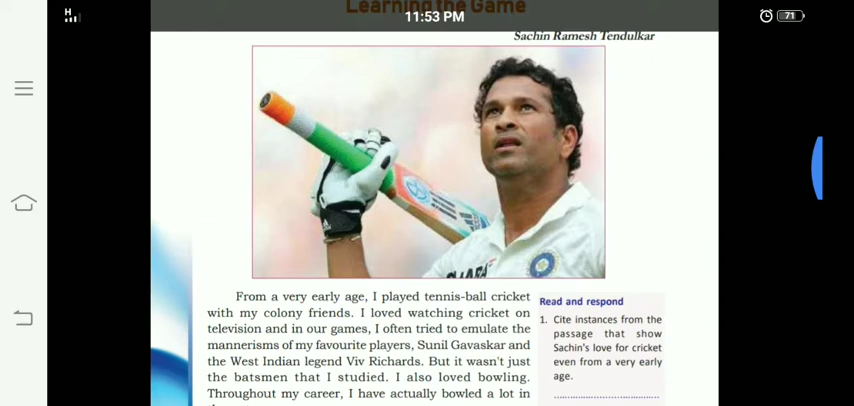 Learning the Game
H
11:53 PM
71
Sachin Ramesh Tendulkar
From a very early age, I played tennis-ball cricket
with my colony friends. I loved watching cricket on
television and in our games, I often tried to emulate the
mannerisms of my favourite players, Sunil Gavaskar and
the West Indian legend Viv Richards. But it wasn't just
the batsmen that I studied. I also loved bowling.
Throughout my career, I have actually bowled a lot in
Read and respond
1. Cite instances from the
passage that show
Sachin's love for cricket
even from a very early
age.
..........................................